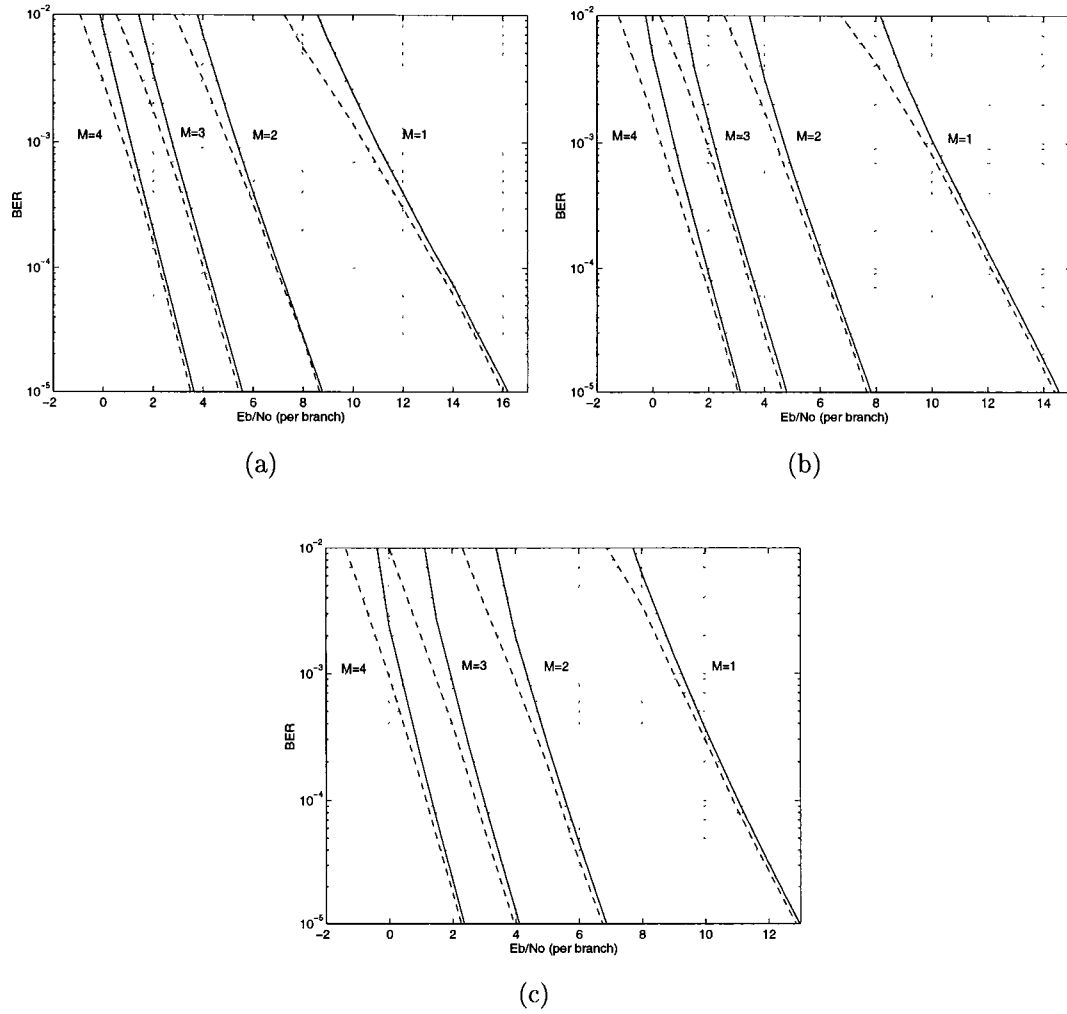 10^-2
10^-3
10^-4
10^-5
BER
M=4
M=3
M=2
M=1
-2 0 2 4 6 8 10 12 14 16
Eb/No (per branch)
(a)
10^-2
10^-3
10^-4
10^-5
BER
M=4
M=3
M=2
M=1
-2 0 2 4 6 8 10 12 14
Eb/No (per branch)
(b)
10^-2
10^-3
10^-4
10^-5
BER
M=4
M=3
M=2
M=1
-2 0 2 4 6 8 10 12
Eb/No (per branch)
(c)